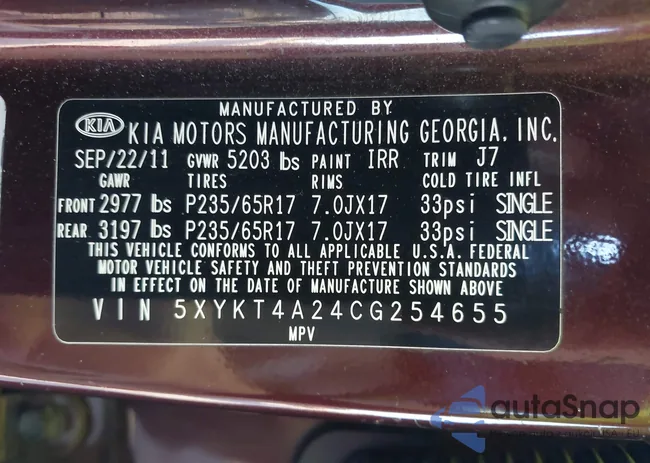 MANUFACTURED BY
KIA KIA MOTORS MANUFACTURING GEORGIA, INC.
SEP/22/11 GVWR 5203 lbs PAINT IRR TRIM J7
GAWR TIRES RIMS COLD TIRE INFL
FRONT 2977 lbs P235/65R17 7.0JX17 33psi SINGLE
REAR 3197 lbs P235/65R17 7.0JX17 33psi SINGLE
THIS VEHICLE CONFORMS TO ALL APPLICABLE U.S.A. FEDERAL
MOTOR VEHICLE SAFETY AND THEFT PREVENTION STANDARDS
IN EFFECT ON THE DATE OF MANUFACTURE SHOWN ABOVE
VIN 5XYKT4A24CG254655
MPV
autoSnap